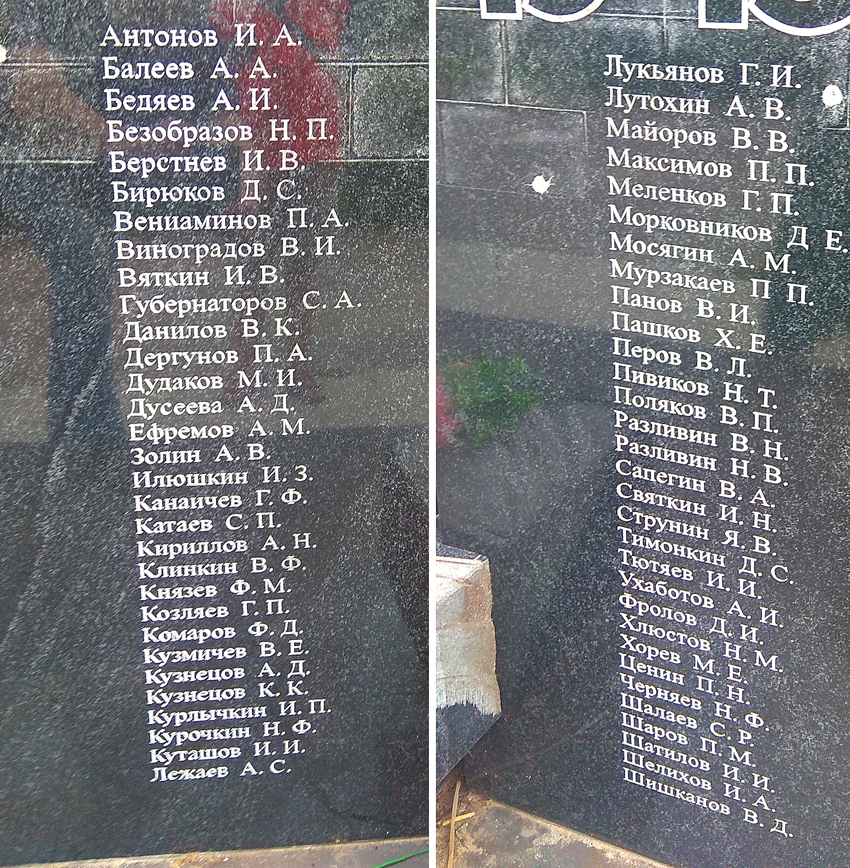 Антонов И. А.
Балеев А. А.
Бедяев А. И.
Безобразов Н. П.
Берстнев И. В.
Бирюков Д. С.
Вениаминов П. А.
Виноградов В. И.
Вяткин И. В.
Губернаторов С. А.
Данилов В. К.
Дергунов П. А.
Дудаков М. И.
Дусеева А. Д.
Ефремов А. М.
Золин А. В.
Илюшкин И. З.
Канаичев Г. Ф.
Катаев С. П.
Кириллов А. Н.
Клинкин В. Ф.
Князев Ф. М.
Козляев Г. П.
Комаров Ф. Д.
Кузмичев В. Е.
Кузнецов А. Д.
Кузнецов К. К.
Курлычкин И. П.
Курочкин Н. Ф.
Куташов И. И.
Лежаев А. С.
Лукьянов Г. И.
Лутохин А. В.
Майоров В. В.
Максимов П. П.
Меленков Г. П.
Морковников Д Е.
Мосягин А. М.
Мурзакаев П П.
Панов В. И.
Пашков Х. Е.
Перов В. Л.
Пивиков Н. Т.
Поляков В. П.
Разливин В. Н.
Разливин Н. В.
Сапегин В. А.
Святкин И. Н.
Струнин Я. В.
Тимонкин Д. С.
Тютяев И. И.
Ухаботов А. И.
Фролов Д. И.
Хлюстов Н. М.
Хорев М. Е.
Ценин П. Н.
Черняев Н. Ф.
Шалаев С. Р.
Шаров П. М.
Шатилов И. И.
Шелихов И. А.
Шишканов В. Д.